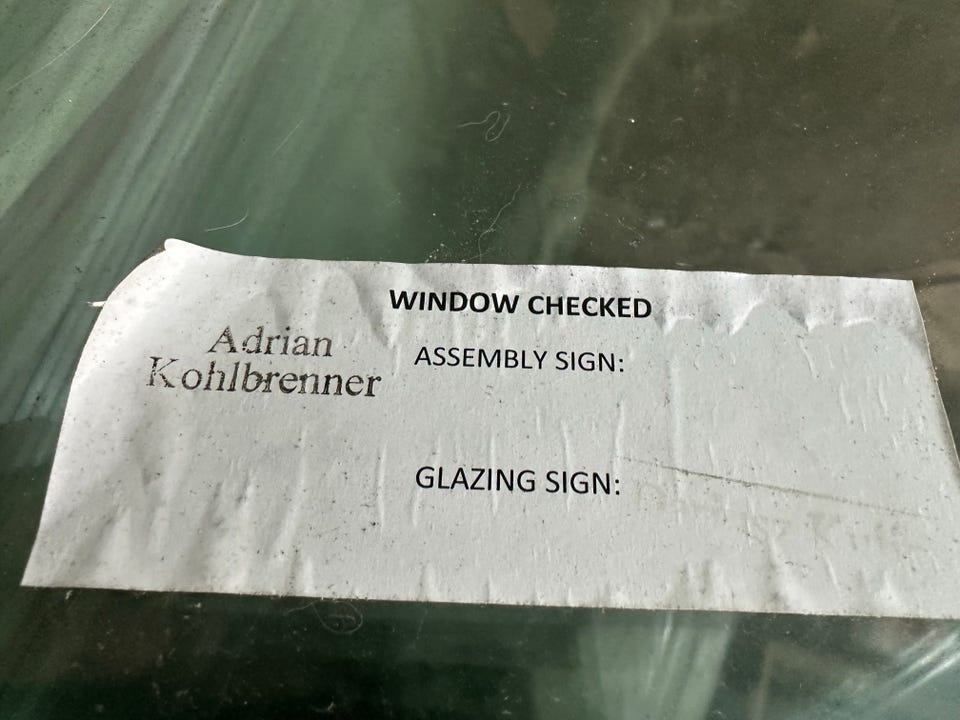 WINDOW CHECKED
Adrian
Kohlbrenner
ASSEMBLY SIGN:
GLAZING SIGN: